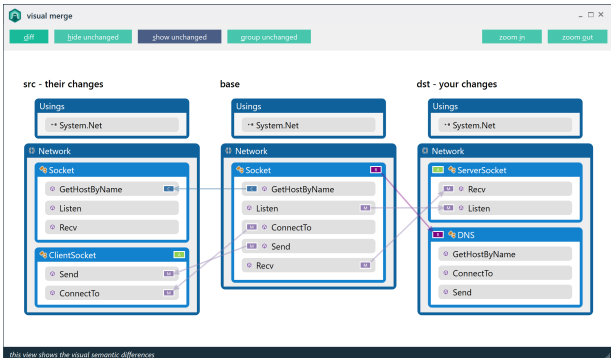 visual merge
diff
hide unchanged
show unchanged
group unchanged
zoom in
zoom out
src - their changes
Usings
System.Net
Network
Socket
GetHostByName C
Listen
Recv
ClientSocket
Send M
ConnectTo M
base
Usings
System.Net
Network
Socket R
C GetHostByName
Listen M
M ConnectTo
M Send
Recv M
dst - your changes
Usings
System.Net
Network
ServerSocket
M Recv
M Listen
R DNS
GetHostByName
ConnectTo
Send
this view shows the visual semantic differences